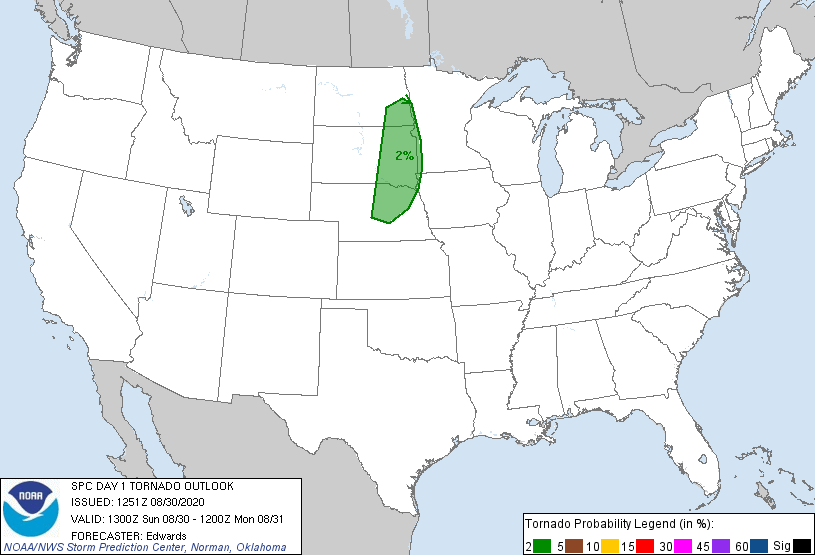 2%
NOAA
SPC DAY 1 TORNADO OUTLOOK
ISSUED: 1251Z 08/30/2020
VALID: 1300Z Sun 08/30 - 1200Z Mon 08/31
FORECASTER: Edwards
NOAA/NWS Storm Prediction Center, Norman, Oklahoma
Tornado Probability Legend (in %):
2 5 10 15 30 45 60 Sig